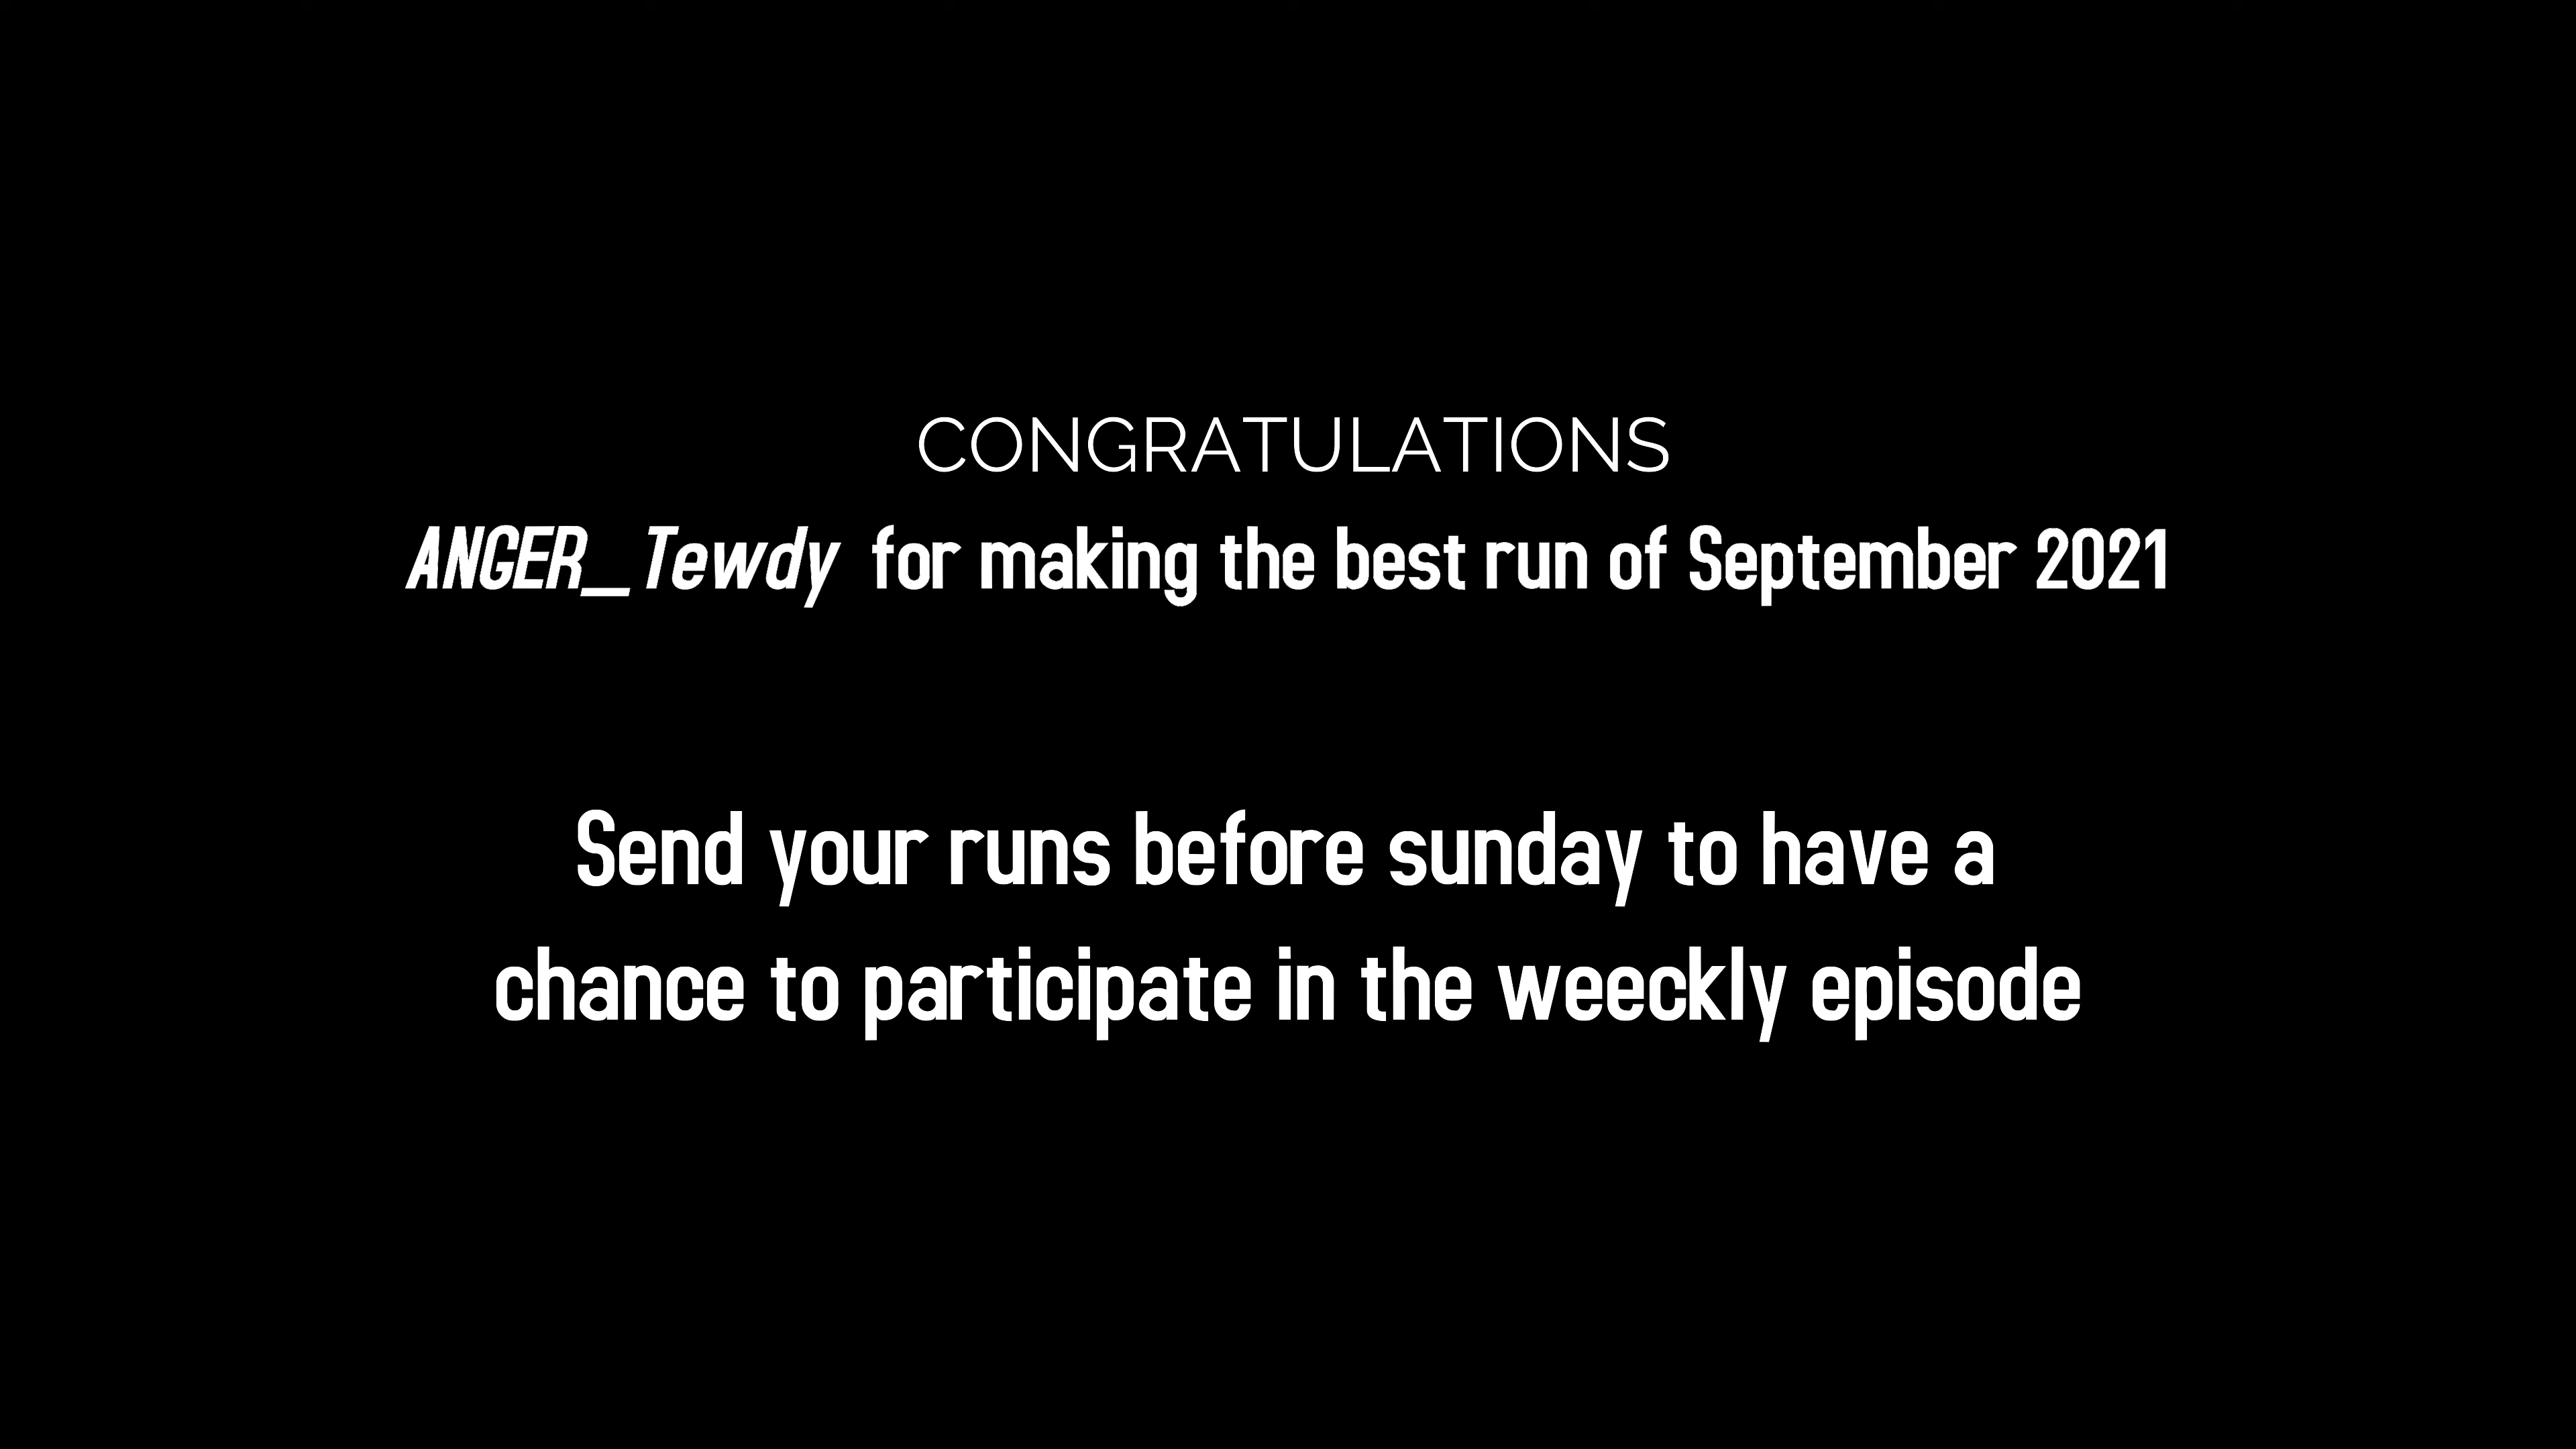 CONGRATULATIONS
ANGER_Tewdy for making the best run of September 2021
Send your runs before sunday to have a
chance to participate in the weeckly episode